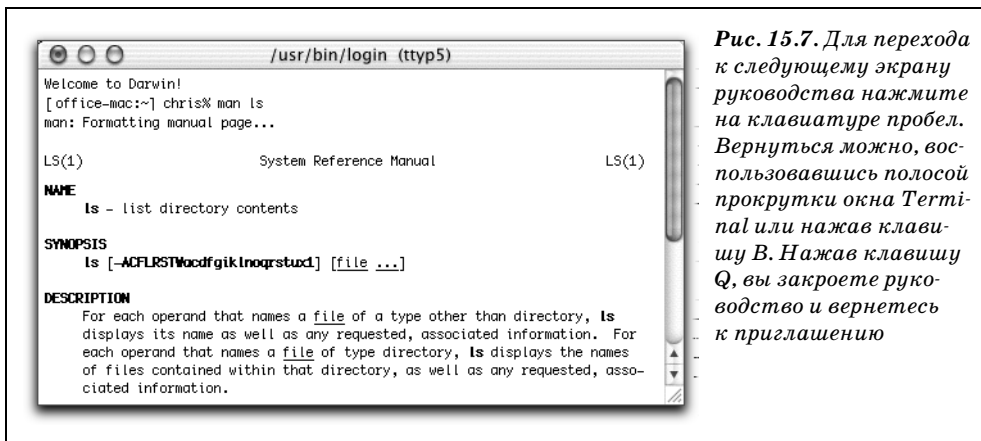 /usr/bin/login (ttyp5)
Welcome to Darwin!
[office-mac:~] chris% man ls
man: Formatting manual page...
LS(1) System Reference Manual LS(1)
NAME
ls – list directory contents
SYNOPSIS
ls [–ACFLRSTWacdfgiklnoqrstux1] [file ...]
DESCRIPTION
For each operand that names a file of a type other than directory, ls
displays its name as well as any requested, associated information. For
each operand that names a file of type directory, ls displays the names
of files contained within that directory, as well as any requested, asso–
ciated information.
Рис. 15.7. Для перехода
к следующему экрану
руководства нажмите
на клавиатуре пробел.
Вернуться можно, вос-
пользовавшись полосой
прокрутки окна Termi-
nal или нажав клави-
шу B. Нажав клавишу
Q, вы закроете руко-
водство и вернетесь
к приглашению